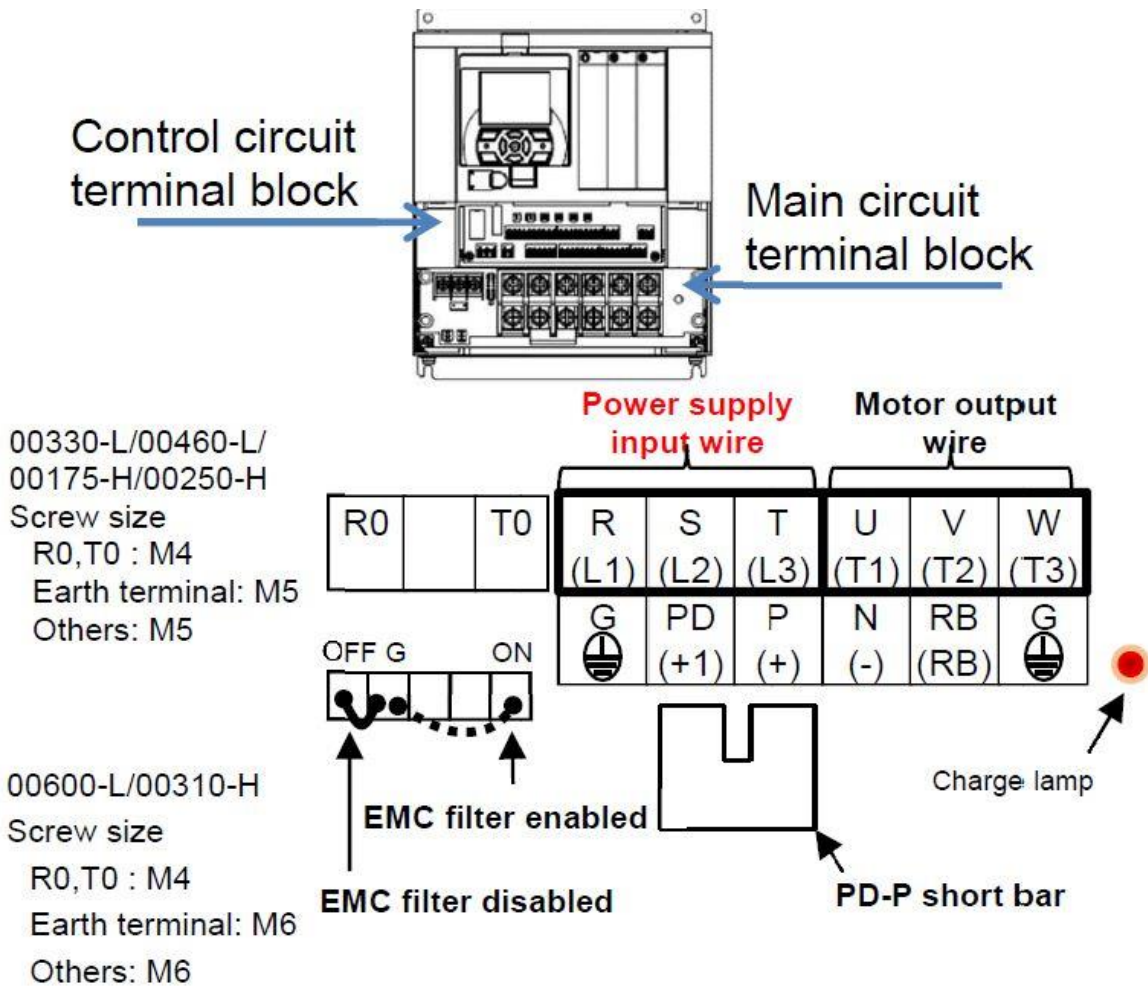 Control circuit
terminal block
Main circuit
terminal block
Power supply
input wire
Motor output
wire
00330-L/00460-L/
00175-H/00250-H
Screw size
R0,T0 : M4
Earth terminal: M5
Others: M5
R0 T0
R S T U V W
(L1) (L2) (L3) (T1) (T2) (T3)
G PD P N RB G
(+1) (+) (-) (RB)
OFF G ON
Charge lamp
EMC filter enabled
EMC filter disabled
PD-P short bar
00600-L/00310-H
Screw size
R0,T0 : M4
Earth terminal: M6
Others: M6